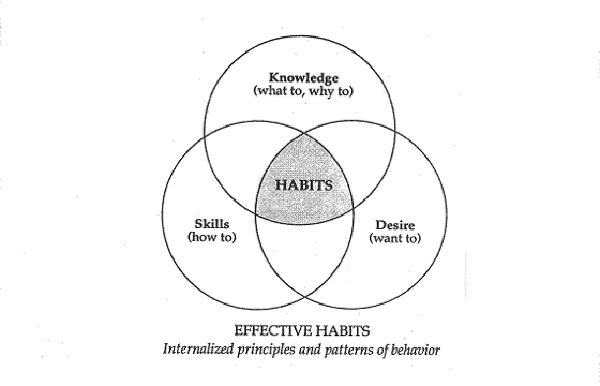 Knowledge
(what to, why to)
HABITS
Skills
(how to)
Desire
(want to)
EFFECTIVE HABITS
Internalized principles and patterns of behavior